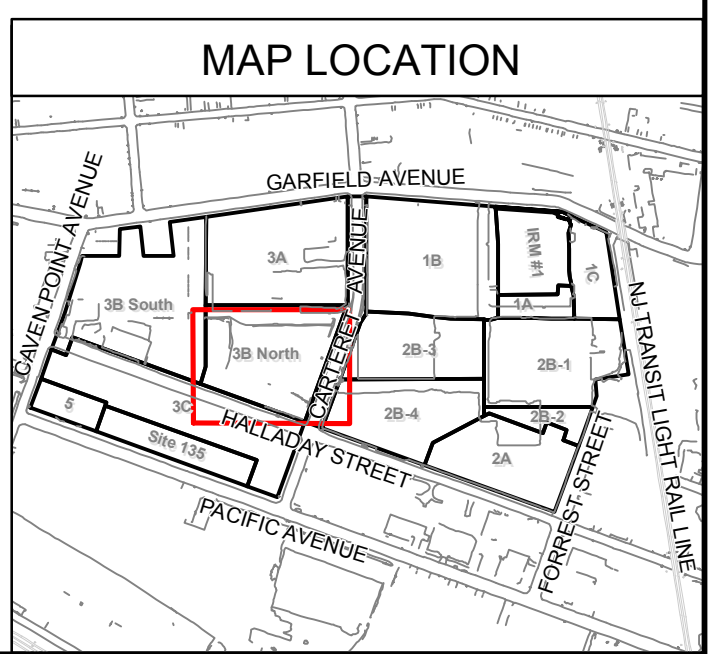 MAP LOCATION
GARFIELD AVENUE
CAVEN POINT AVENUE
CARTERET AVENUE
3A
1B
IRM #1
1C
1A
NJ TRANSIT LIGHT RAIL LINE
3B South
3B North
2B-3
2B-1
3C
5
Site 135
HALLADAY STREET
2B-4
2B-2
2A
FORREST STREET
PACIFIC AVENUE